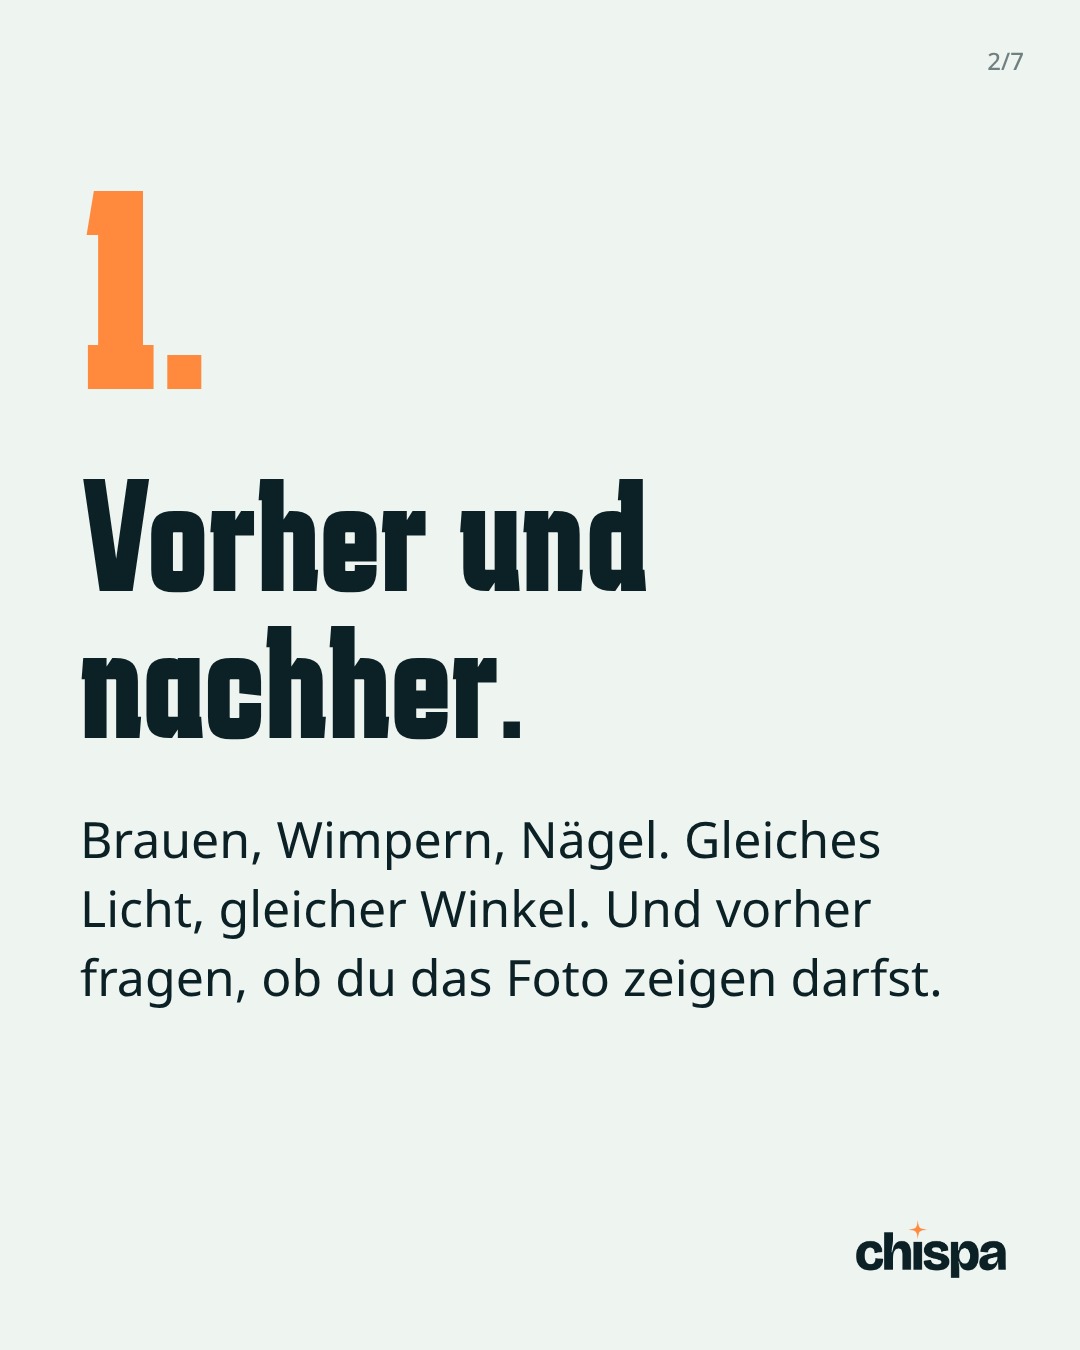 2/7
1.
Vorher und
nachher.
Brauen, Wimpern, Nägel. Gleiches
Licht, gleicher Winkel. Und vorher
fragen, ob du das Foto zeigen darfst.
chispa